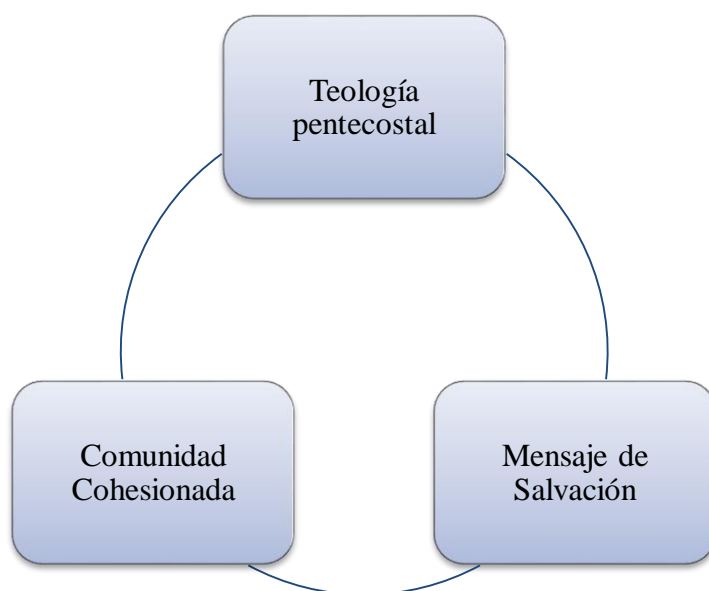 Teología
pentecostal
Comunidad
Cohesionada
Mensaje de
Salvación